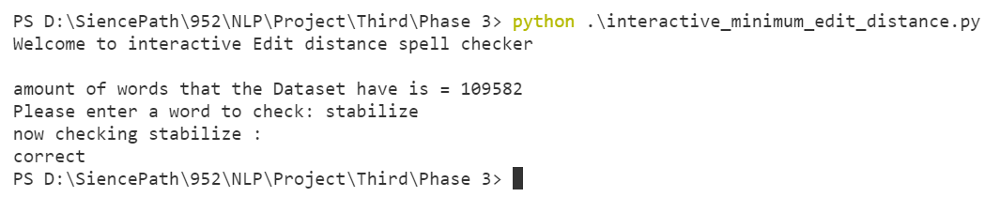 PS D:\SiencePath\952\NLP\Project\Third\Phase 3> python .\interactive_minimum_edit_distance.py
Welcome to interactive Edit distance spell checker
amount of words that the Dataset have is = 109582
Please enter a word to check: stabilize
now checking stabilize :
correct
PS D:\SiencePath\952\NLP\Project\Third\Phase 3>